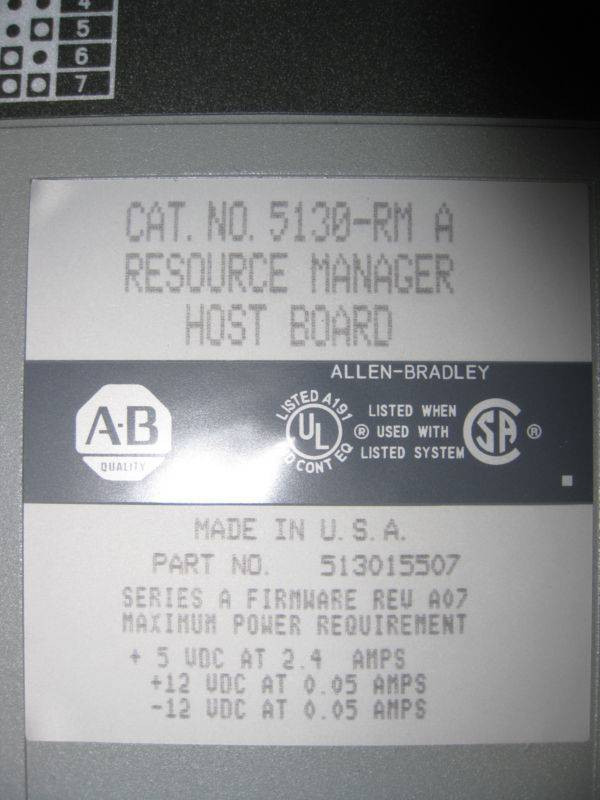 4
5
6
7
CAT. NO. 5130-RM A
RESOURCE MANAGER
HOST BOARD
ALLEN-BRADLEY
A-B
QUALITY
LISTED A191
UL
CONT EQ
®
LISTED WHEN
USED WITH
LISTED SYSTEM
SA
®
MADE IN U.S.A.
PART NO. 513015507
SERIES A FIRMWARE REV A07
MAXIMUM POWER REQUIREMENT
+ 5 VDC AT 2.4 AMPS
+12 VDC AT 0.05 AMPS
-12 VDC AT 0.05 AMPS